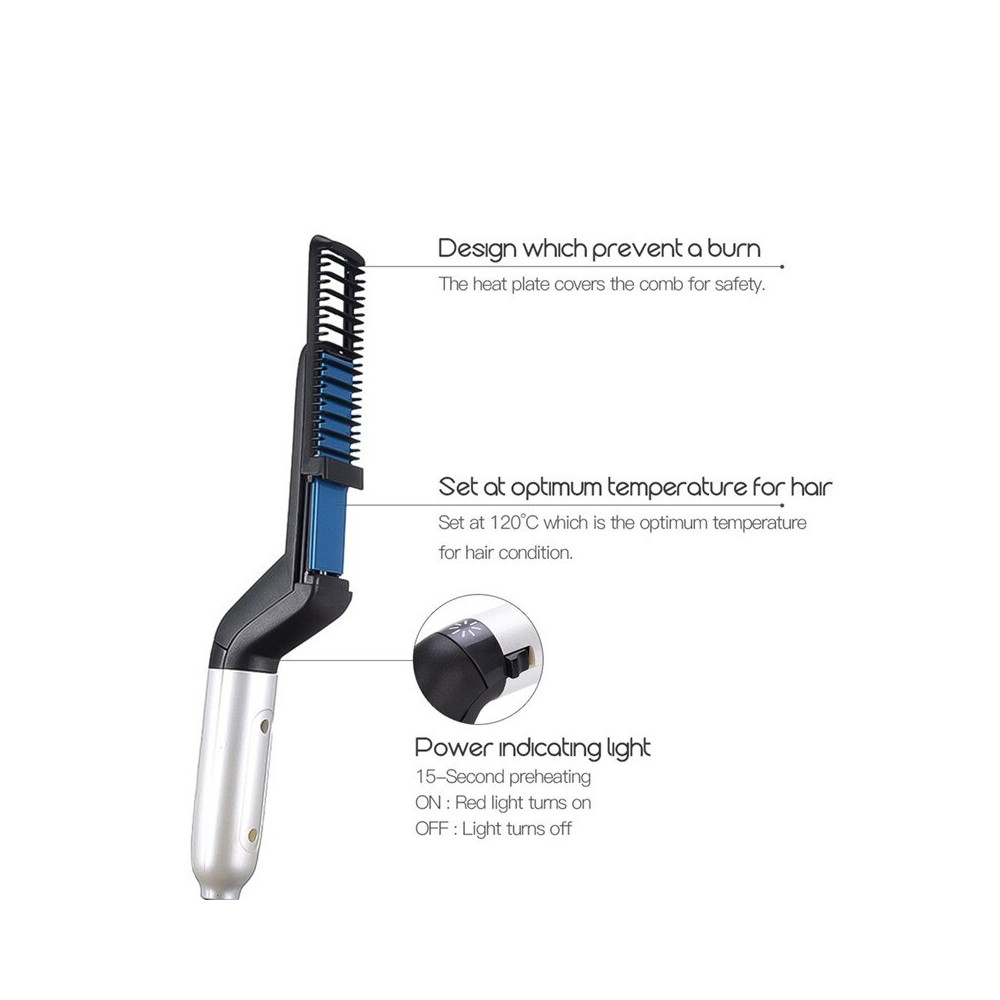 Design which prevent a burn
The heat plate covers the comb for safety.
Set at optimum temperature for hair
Set at 120°C which is the optimum temperature
for hair condition.
Power indicating light
15-Second preheating
ON : Red light turns on
OFF : Light turns off